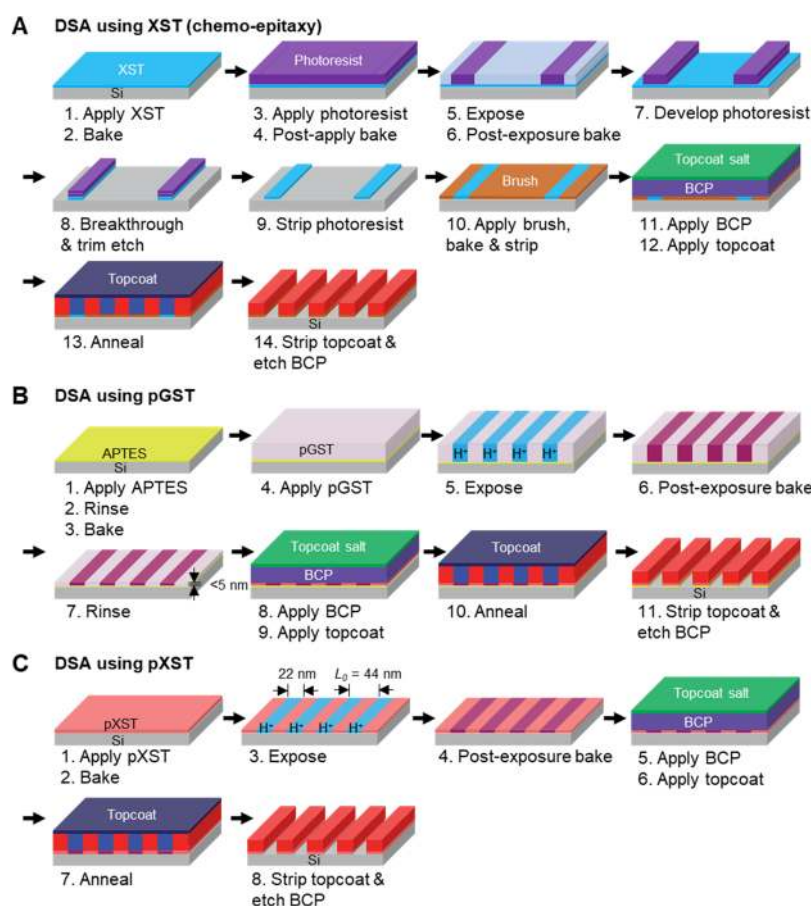 A DSA using XST (chemo-epitaxy)
XST
Si
1. Apply XST
2. Bake
Photoresist
3. Apply photoresist
4. Post-apply bake
5. Expose
6. Post-exposure bake
7. Develop photoresist
8. Breakthrough
& trim etch
9. Strip photoresist
Brush
10. Apply brush,
bake & strip
Topcoat salt
BCP
11. Apply BCP
12. Apply topcoat
Topcoat
13. Anneal
Si
14. Strip topcoat &
etch BCP
B DSA using pGST
APTES
Si
1. Apply APTES
2. Rinse
3. Bake
pGST
4. Apply pGST
H⁺ H⁺ H⁺ H⁺
5. Expose
6. Post-exposure bake
<5 nm
7. Rinse
Topcoat salt
BCP
8. Apply BCP
9. Apply topcoat
Topcoat
10. Anneal
Si
11. Strip topcoat &
etch BCP
C DSA using pXST
pXST
Si
1. Apply pXST
2. Bake
22 nm L₀ = 44 nm
H⁺ H⁺ H⁺ H⁺
3. Expose
4. Post-exposure bake
Topcoat salt
BCP
5. Apply BCP
6. Apply topcoat
Topcoat
7. Anneal
Si
8. Strip topcoat &
etch BCP